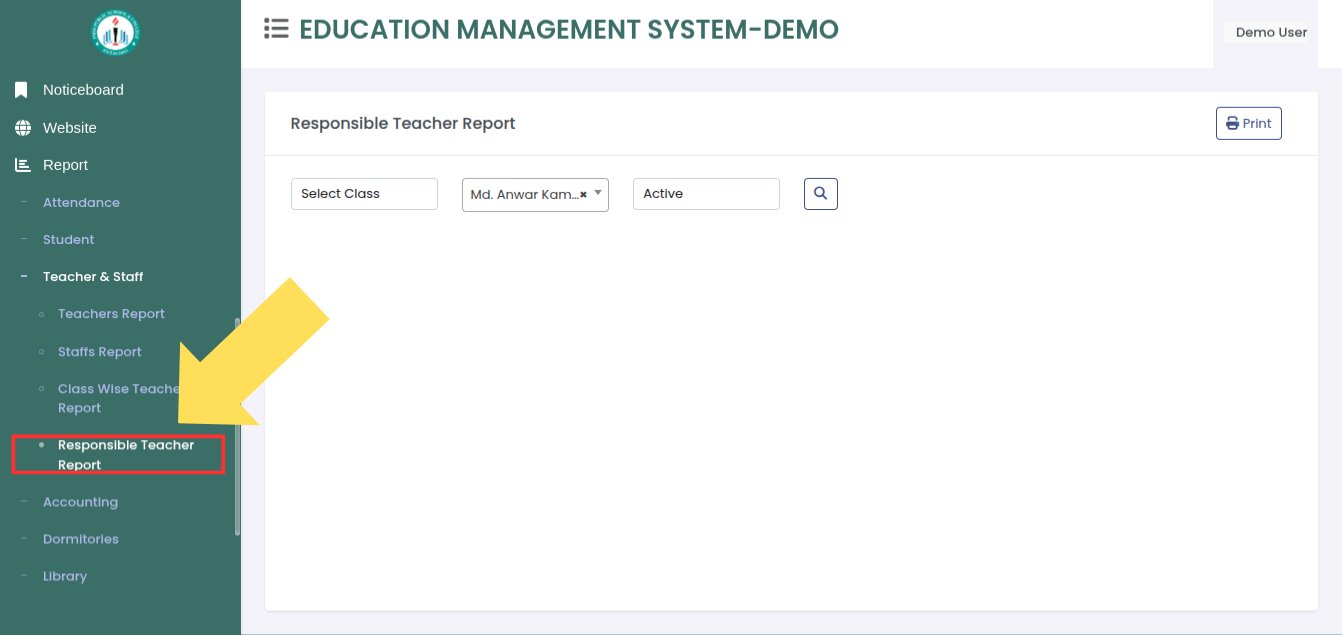 EDUCATION MANAGEMENT SYSTEM-DEMO
Demo User
Noticeboard
Website
Report
Attendance
Student
Teacher & Staff
Teachers Report
Staffs Report
Class Wise Teache
Report
Responsible Teacher
Report
Accounting
Dormitories
Library
Responsible Teacher Report
Print
Select Class
Md. Anwar Kam...×
Active